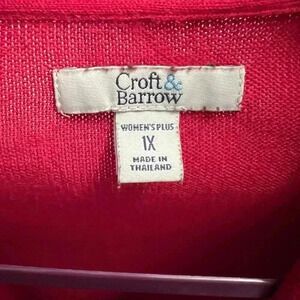 Croft&
Barrow
WOMEN'S PLUS
1X
MADE IN
THAILAND